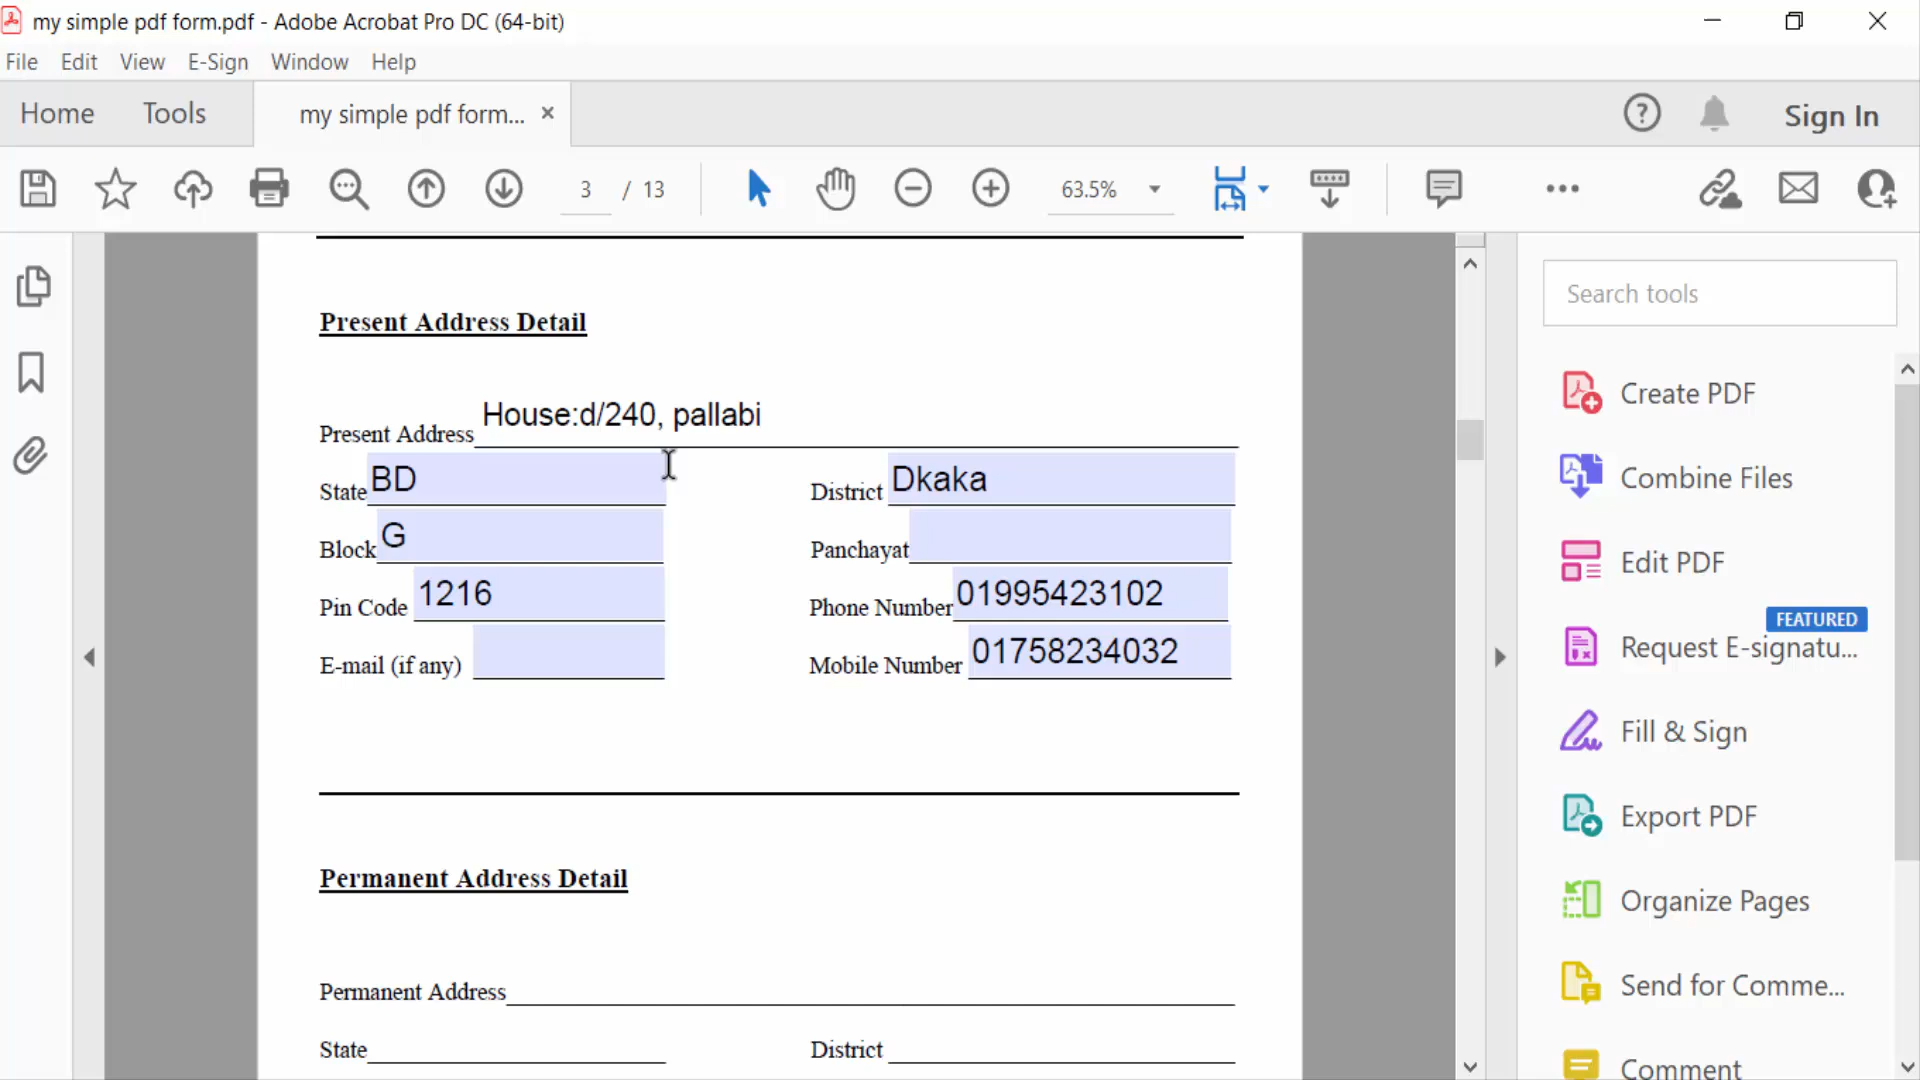 my simple pdf form.pdf - Adobe Acrobat Pro DC (64-bit)
File Edit View E-Sign Window Help
Home Tools my simple pdf form... × ? Sign In
3 / 13 63.5%
Search tools
Present Address Detail
Present Address House:d/240, pallabi
State BD District Dkaka
Block G Panchayat
Pin Code 1216 Phone Number 01995423102
E-mail (if any) Mobile Number 01758234032
Permanent Address Detail
Permanent Address
State District
Create PDF
Combine Files
Edit PDF
FEATURED
Request E-signatu...
Fill & Sign
Export PDF
Organize Pages
Send for Comme...
Comment